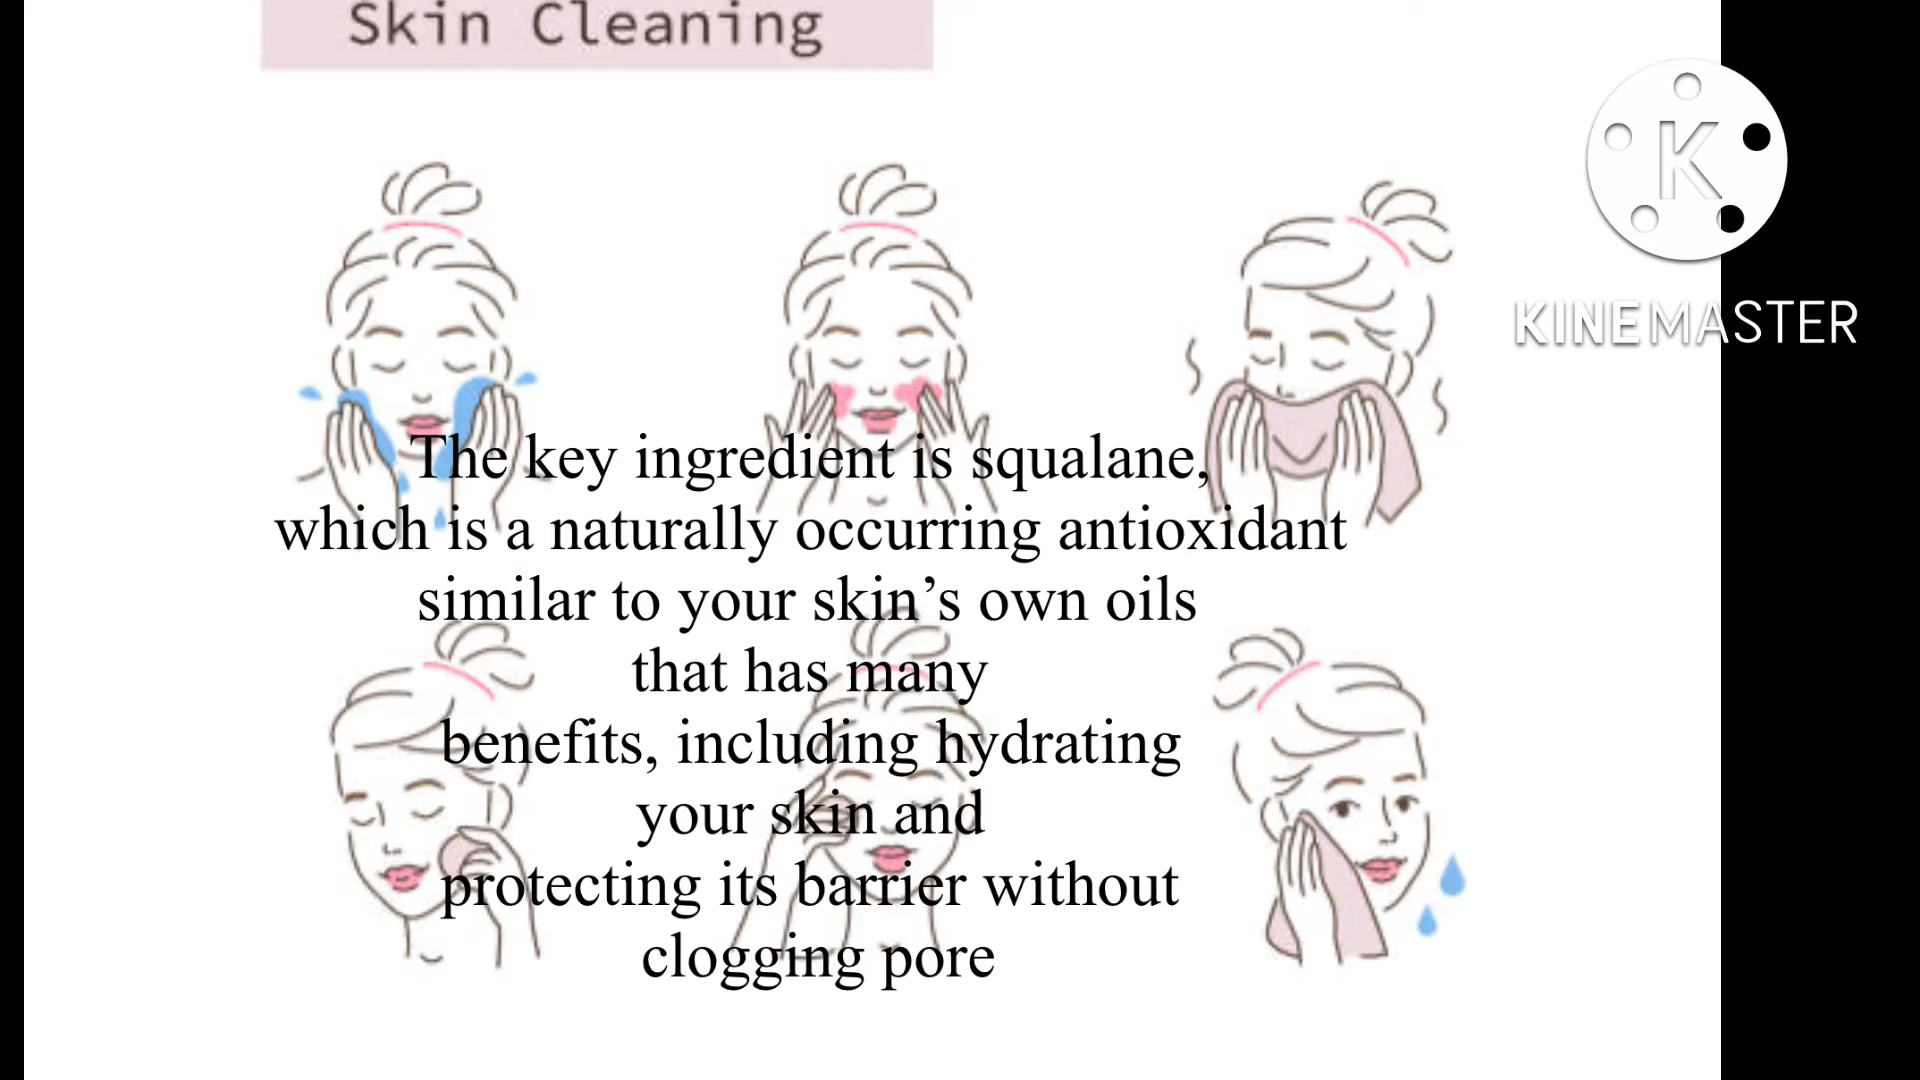 Skin Cleaning
K
KINEMASTER
The key ingredient is squalane,
which is a naturally occurring antioxidant
similar to your skin’s own oils
that has many
benefits, including hydrating
your skin and
protecting its barrier without
clogging pore